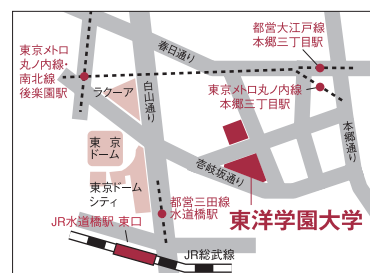 都営大江戸線
本郷三丁目駅
春日通り
東京メトロ
丸ノ内線・
南北線
後楽園駅
ラクーア
白山通り
東京メトロ丸ノ内線
本郷三丁目駅
本郷通り
東京
ドーム
壱岐坂通り
東京ドーム
シティ
都営三田線
水道橋駅
東洋学園大学
JR水道橋駅 東口
JR総武線